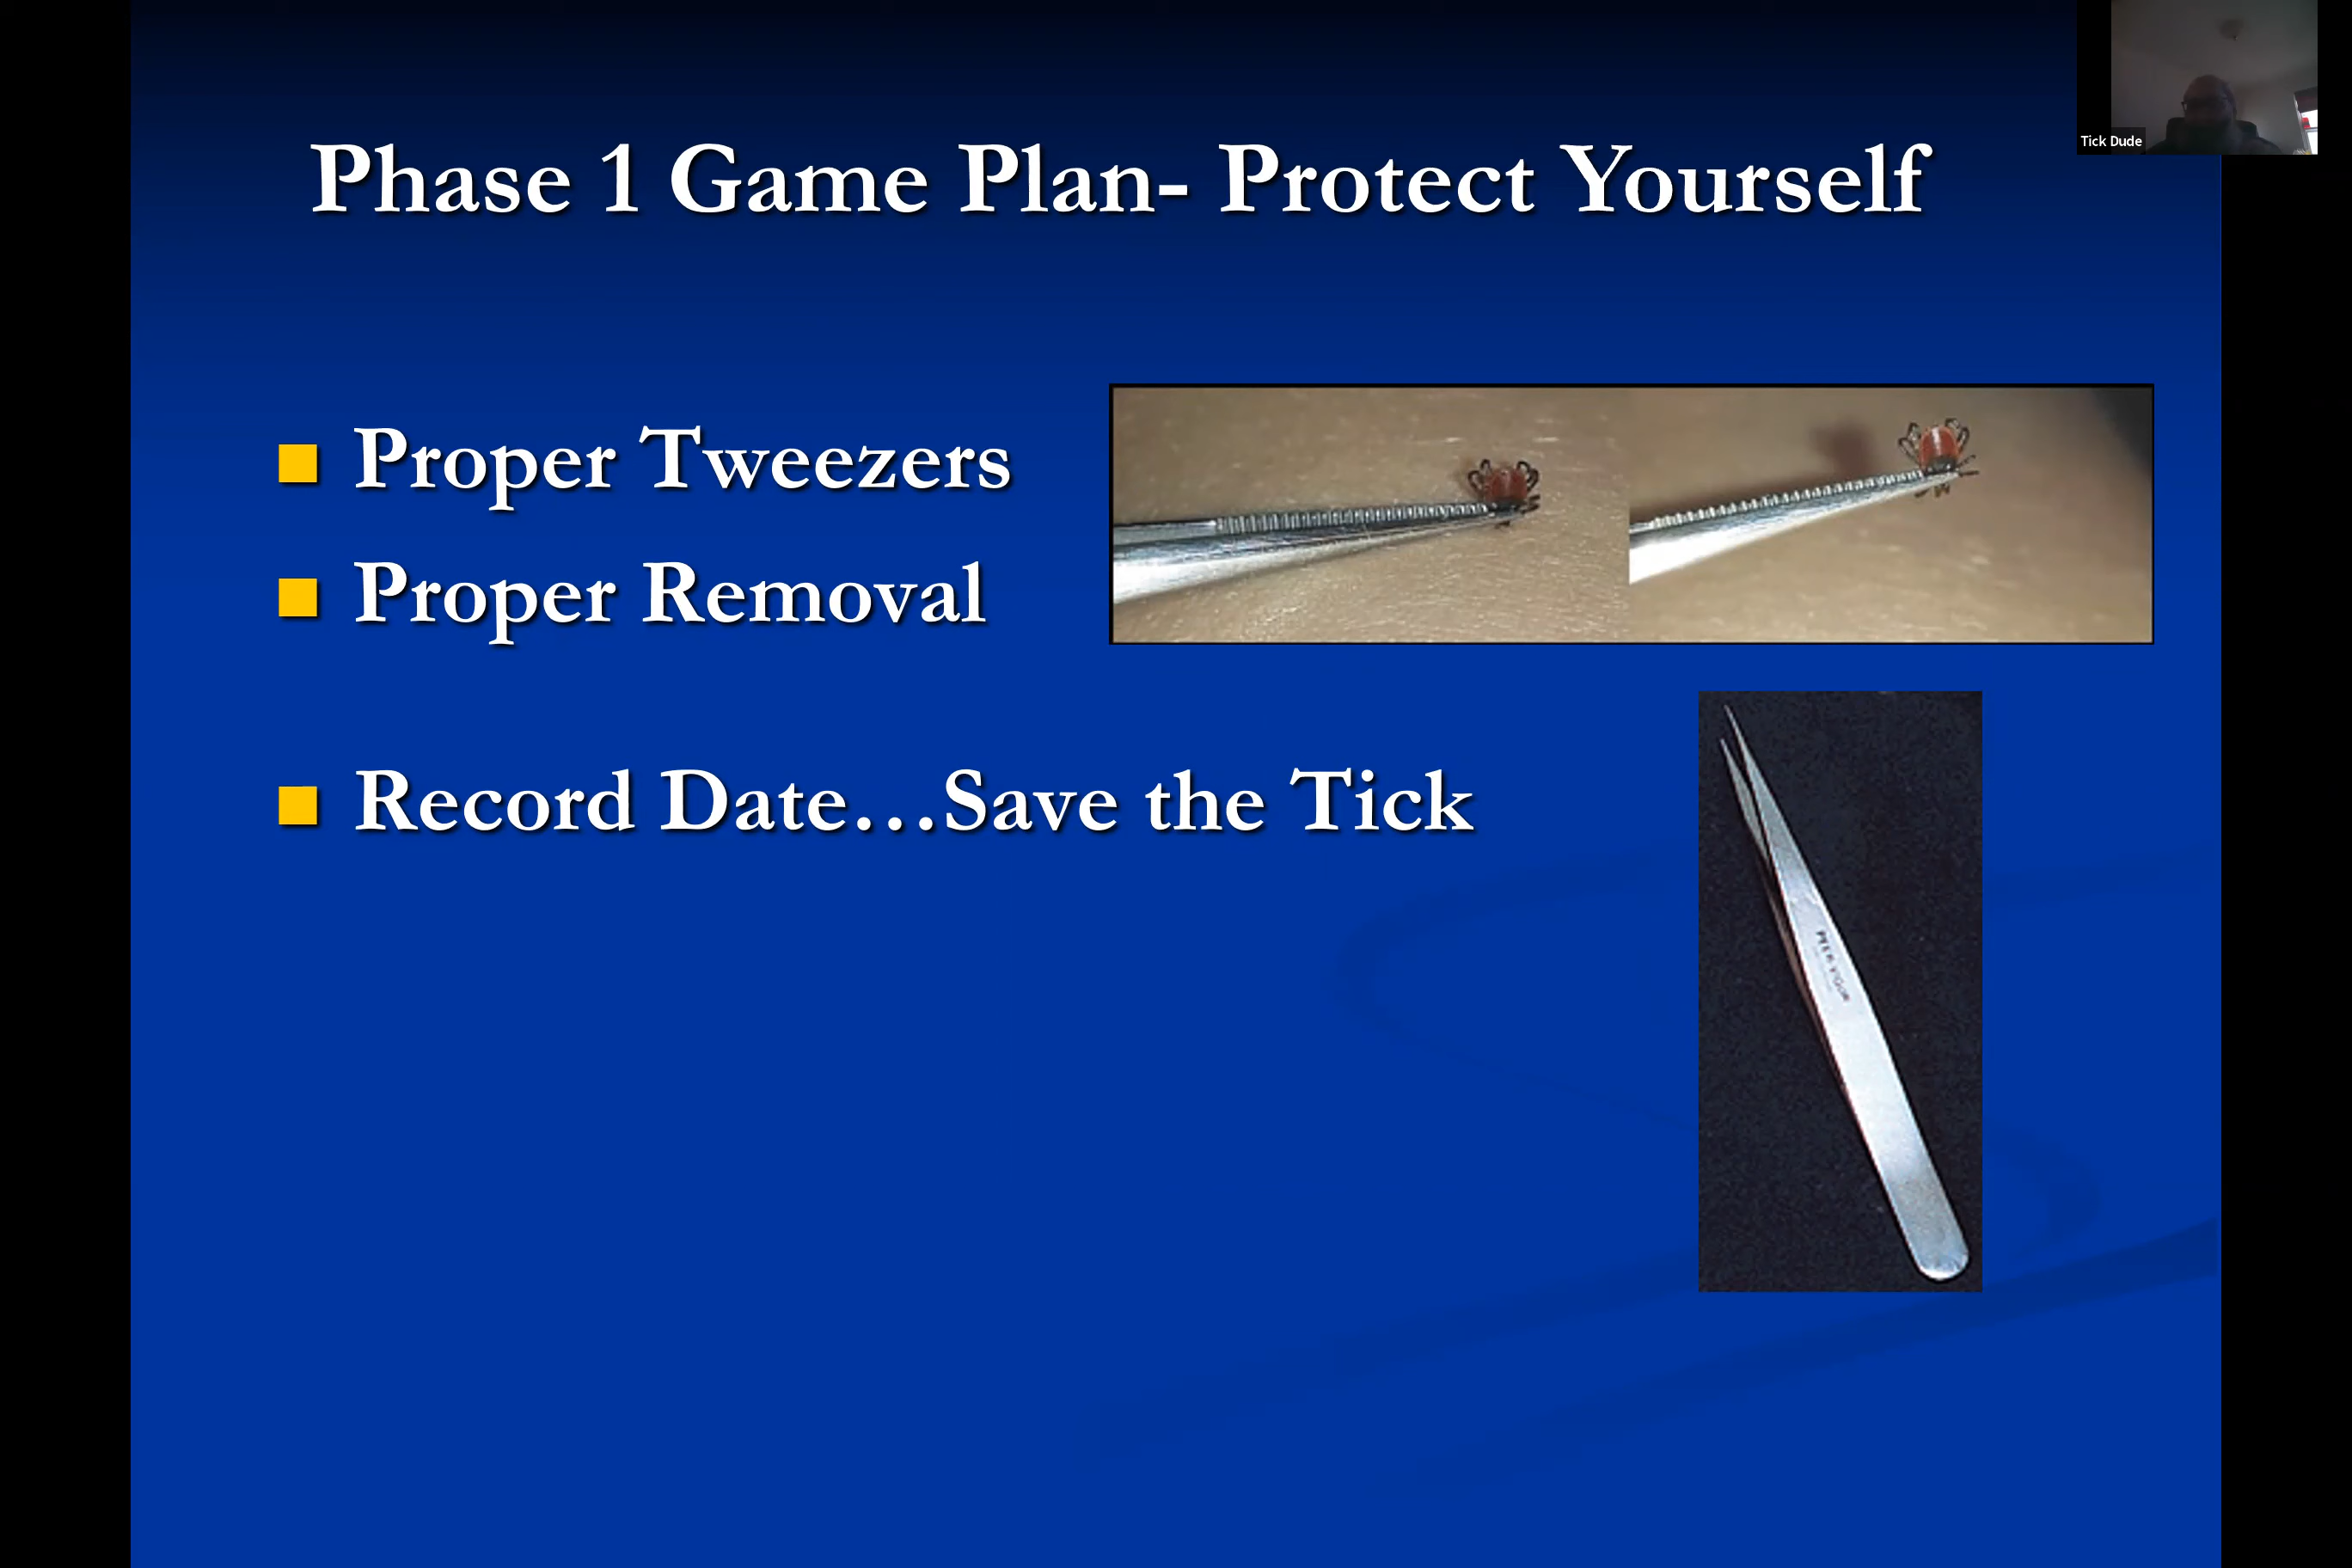 Tick Dude
Phase 1 Game Plan- Protect Yourself
Proper Tweezers
Proper Removal
Record Date…Save the Tick